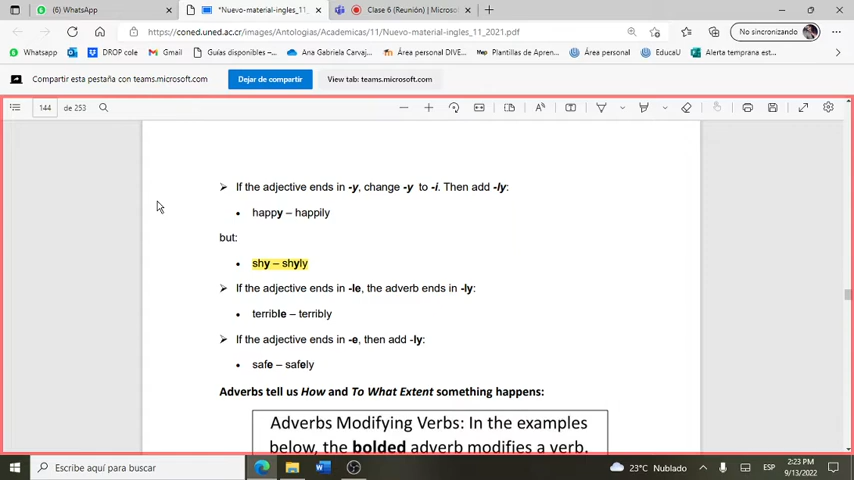 (6) WhatsApp
*Nuevo-material-ingles_11_2021.p
Clase 6 (Reunión) | Microsoft
https://coned.uned.ac.cr/images/Antologias/Academicas/11/Nuevo-material-ingles_11_2021.pdf
No sincronizando
Whatsapp
DROP cole
Gmail
Guías disponibles –...
Ana Gabriela Carvaj...
Área personal DIVE...
Plantillas de Apren...
Área personal
EducaU
Alerta temprana est...
Compartir esta pestaña con teams.microsoft.com
Dejar de compartir
View tab: teams.microsoft.com
144 de 253
➢ If the adjective ends in -y, change -y to -i. Then add -ly:
• happy – happily
but:
• shy – shyly
➢ If the adjective ends in -le, the adverb ends in -ly:
• terrible – terribly
➢ If the adjective ends in -e, then add -ly:
• safe – safely
Adverbs tell us How and To What Extent something happens:
Adverbs Modifying Verbs: In the examples
below, the bolded adverb modifies a verb.
Escribe aquí para buscar
23°C Nublado
ESP
2:23 PM
9/13/2022